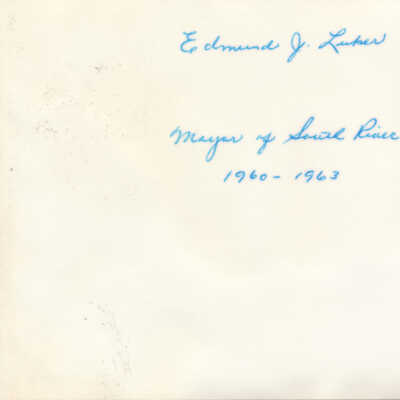 Edmund J. Luker
Mayor of South River
1960-1963